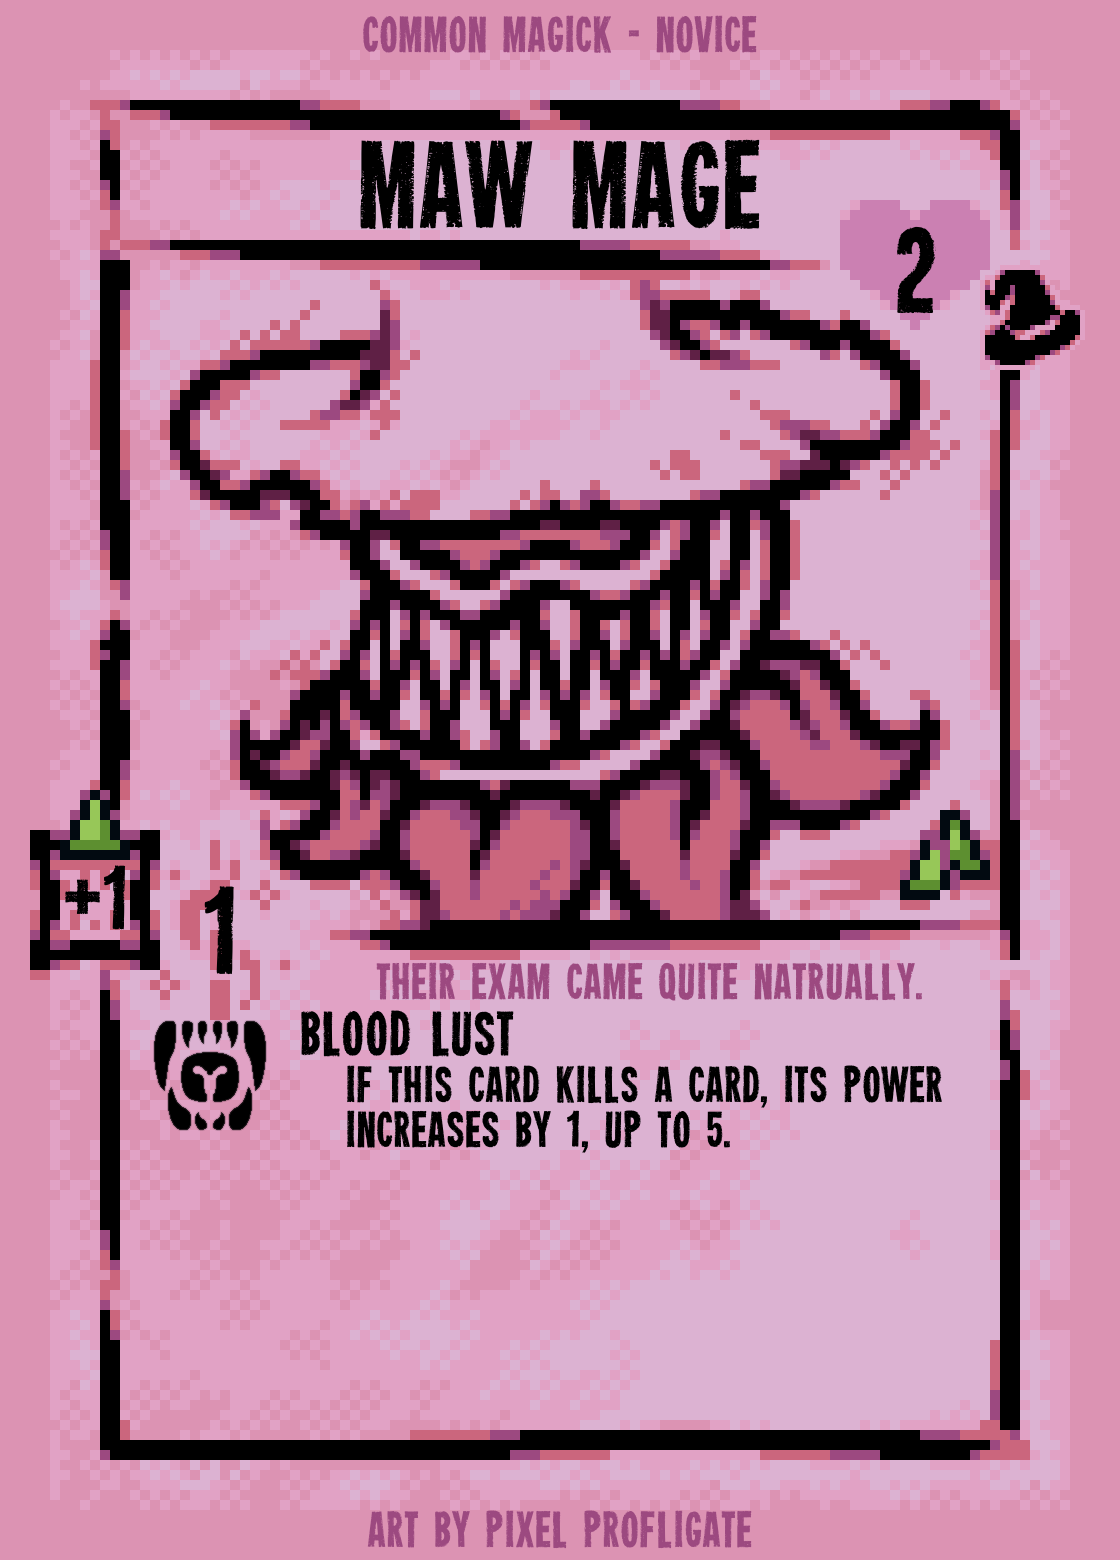 COMMON MAGICK - NOVICE
MAW MAGE
2
+1
1
THEIR EXAM CAME QUITE NATRUALLY.
BLOOD LUST
IF THIS CARD KILLS A CARD, ITS POWER
INCREASES BY 1, UP TO 5.
ART BY PIXEL PROFLIGATE